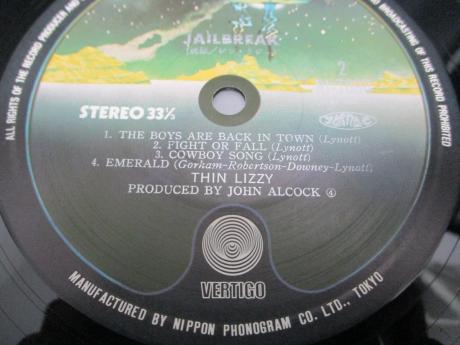 JAILBREAK
2
STEREO 33⅓
1. THE BOYS ARE BACK IN TOWN (Lynott)
2. FIGHT OR FALL (Lynott)
3. COWBOY SONG (Lynott)
4. EMERALD (Gorham-Robertson-Downey-Lynott)
THIN LIZZY
PRODUCED BY JOHN ALCOCK ④
VERTIGO
MANUFACTURED BY NIPPON PHONOGRAM CO. LTD., TOKYO
ALL RIGHTS OF THE RECORD PRODUCER AND
BROADCASTING OF THIS RECORD PROHIBITED